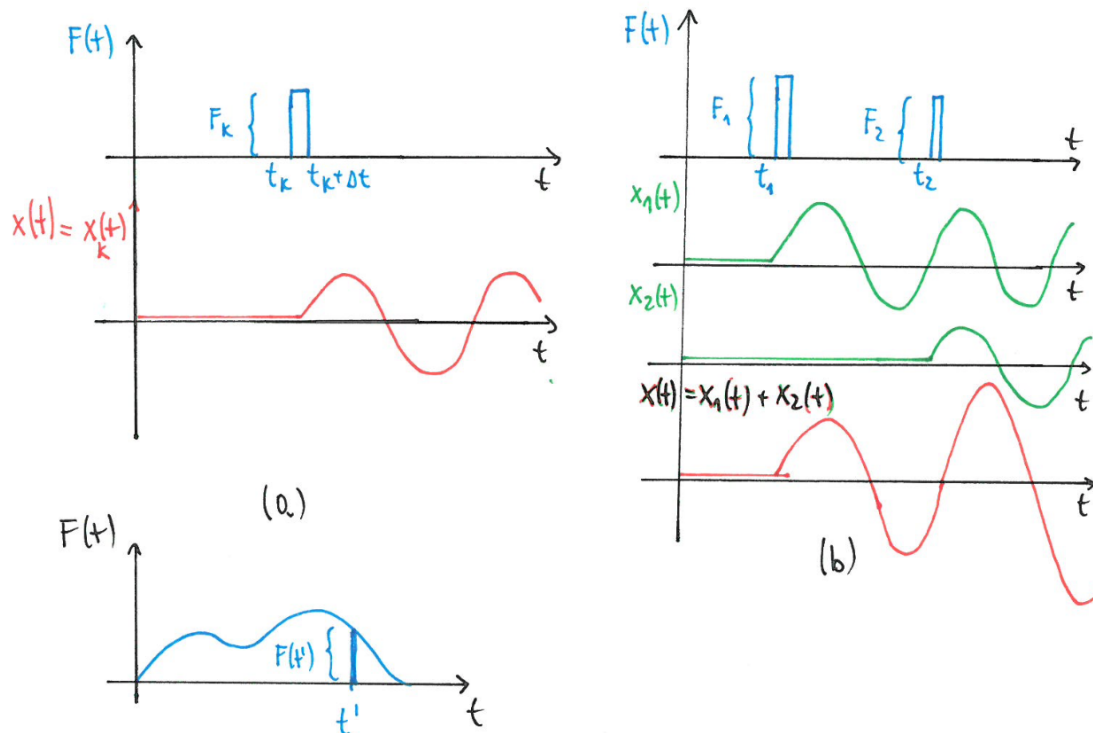 F(t)
F_k
t_k t_k+Δt t
x(t) = x_k(t)
t
(a)
F(t)
F(t')
t'
t
F(t)
F_1
F_2
t
t_1
t_2
x_1(t)
t
x_2(t)
t
x(t) = x_1(t) + x_2(t)
t
(b)